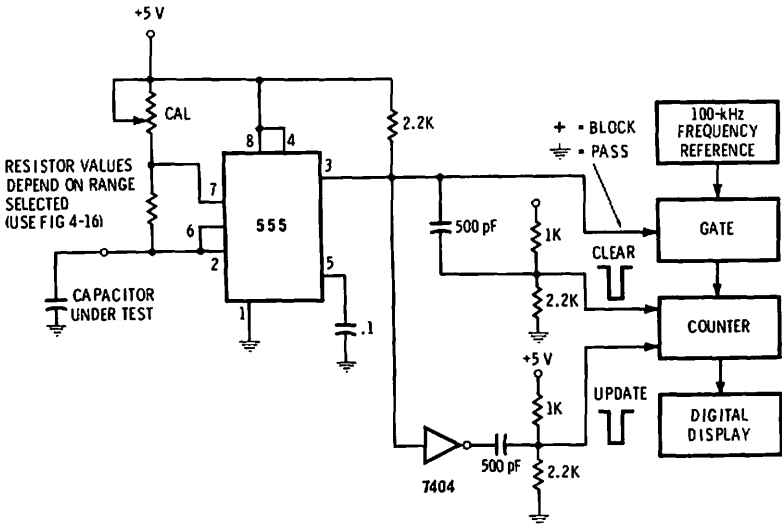 +5 V
CAL
8
4
2.2K
+ = BLOCK
⏚ = PASS
100-kHz
FREQUENCY
REFERENCE
RESISTOR VALUES
DEPEND ON RANGE
SELECTED
(USE FIG 4-16)
7
3
6
555
2
5
1
500 pF
1K
CLEAR
GATE
CAPACITOR
UNDER TEST
.1
2.2K
COUNTER
+5 V
1K
UPDATE
DIGITAL
DISPLAY
500 pF
2.2K
7404